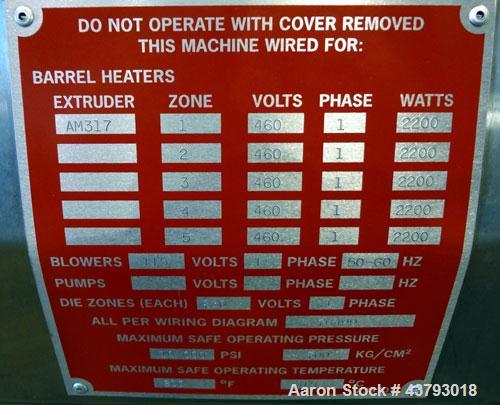 DO NOT OPERATE WITH COVER REMOVED
THIS MACHINE WIRED FOR:
BARREL HEATERS
EXTRUDER ZONE VOLTS PHASE WATTS
AM317 1 460 1 2200
2 460 1 2200
3 460 1 2200
4 460 1 2200
5 460 1 2200
BLOWERS 115 VOLTS 1 PHASE 50-60 HZ
PUMPS VOLTS PHASE HZ
DIE ZONES (EACH) VOLTS PHASE
ALL PER WIRING DIAGRAM
MAXIMUM SAFE OPERATING PRESSURE
PSI KG/CM²
MAXIMUM SAFE OPERATING TEMPERATURE
°F °C
Aaron Stock # 43793018